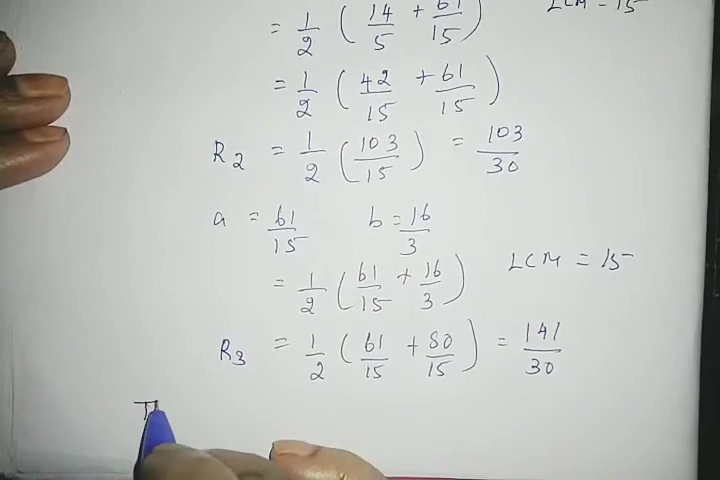 = 1/2 ( 14/5 + 61/15 ) LCM = 15
= 1/2 ( 42/15 + 61/15 )
R2 = 1/2 ( 103/15 ) = 103/30
a = 61/15 b = 16/3
= 1/2 ( 61/15 + 16/3 ) LCM = 15
R3 = 1/2 ( 61/15 + 80/15 ) = 141/30